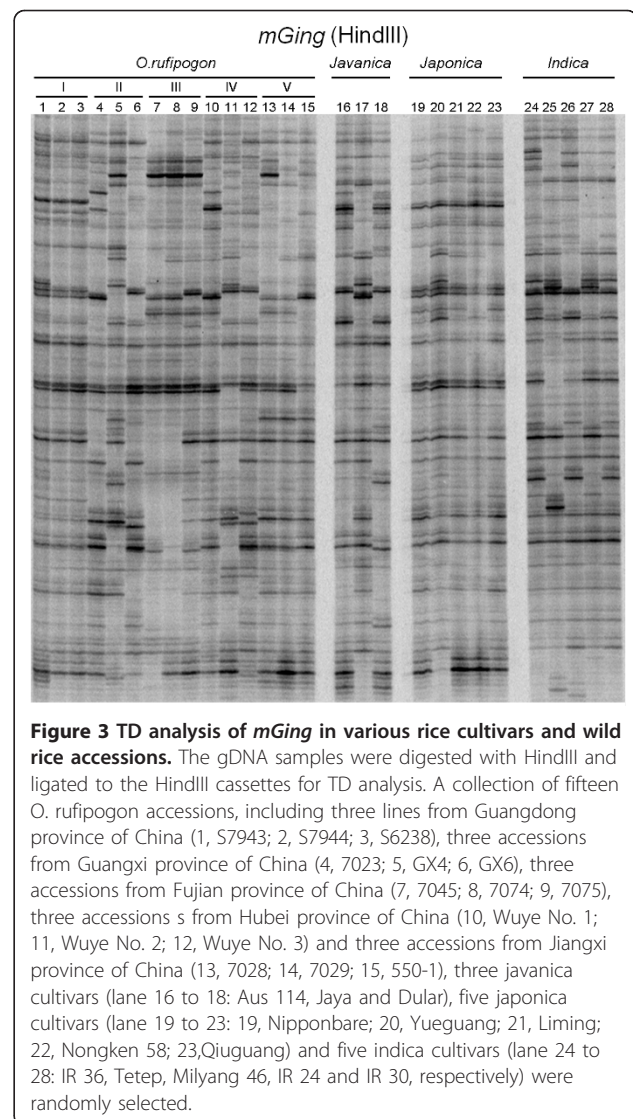 mGing (HindIII)
O.rufipogon Javanica Japonica Indica
I II III IV V
1 2 3 4 5 6 7 8 9 10 11 12 13 14 15 16 17 18 19 20 21 22 23 24 25 26 27 28
Figure 3 TD analysis of mGing in various rice cultivars and wild
rice accessions. The gDNA samples were digested with HindIII and
ligated to the HindIII cassettes for TD analysis. A collection of fifteen
O. rufipogon accessions, including three lines from Guangdong
province of China (1, S7943; 2, S7944; 3, S6238), three accessions
from Guangxi province of China (4, 7023; 5, GX4; 6, GX6), three
accessions from Fujian province of China (7, 7045; 8, 7074; 9, 7075),
three accessions s from Hubei province of China (10, Wuye No. 1;
11, Wuye No. 2; 12, Wuye No. 3) and three accessions from Jiangxi
province of China (13, 7028; 14, 7029; 15, 550-1), three javanica
cultivars (lane 16 to 18: Aus 114, Jaya and Dular), five japonica
cultivars (lane 19 to 23: 19, Nipponbare; 20, Yueguang; 21, Liming;
22, Nongken 58; 23,Qiuguang) and five indica cultivars (lane 24 to
28: IR 36, Tetep, Milyang 46, IR 24 and IR 30, respectively) were
randomly selected.